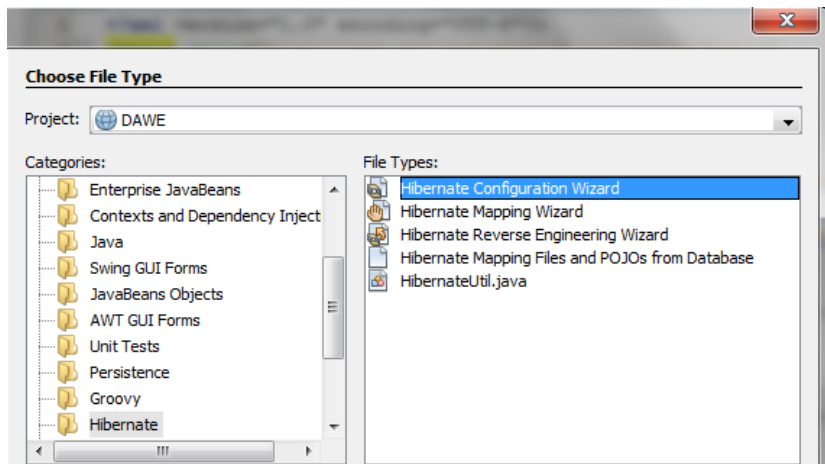 Choose File Type
Project: DAWE
Categories:
Enterprise JavaBeans
Contexts and Dependency Inject
Java
Swing GUI Forms
JavaBeans Objects
AWT GUI Forms
Unit Tests
Persistence
Groovy
Hibernate
File Types:
Hibernate Configuration Wizard
Hibernate Mapping Wizard
Hibernate Reverse Engineering Wizard
Hibernate Mapping Files and POJOs from Database
HibernateUtil.java